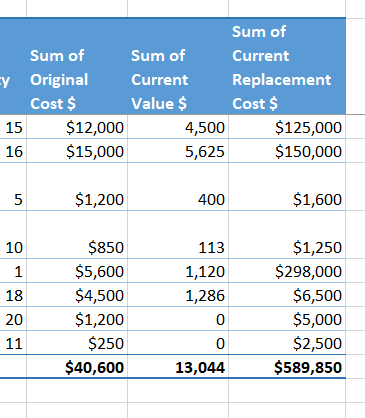 Sum of
Sum of Sum of Current
ty Original Current Replacement
Cost $ Value $ Cost $
15 $12,000 4,500 $125,000
16 $15,000 5,625 $150,000
5 $1,200 400 $1,600
10 $850 113 $1,250
1 $5,600 1,120 $298,000
18 $4,500 1,286 $6,500
20 $1,200 0 $5,000
11 $250 0 $2,500
$40,600 13,044 $589,850